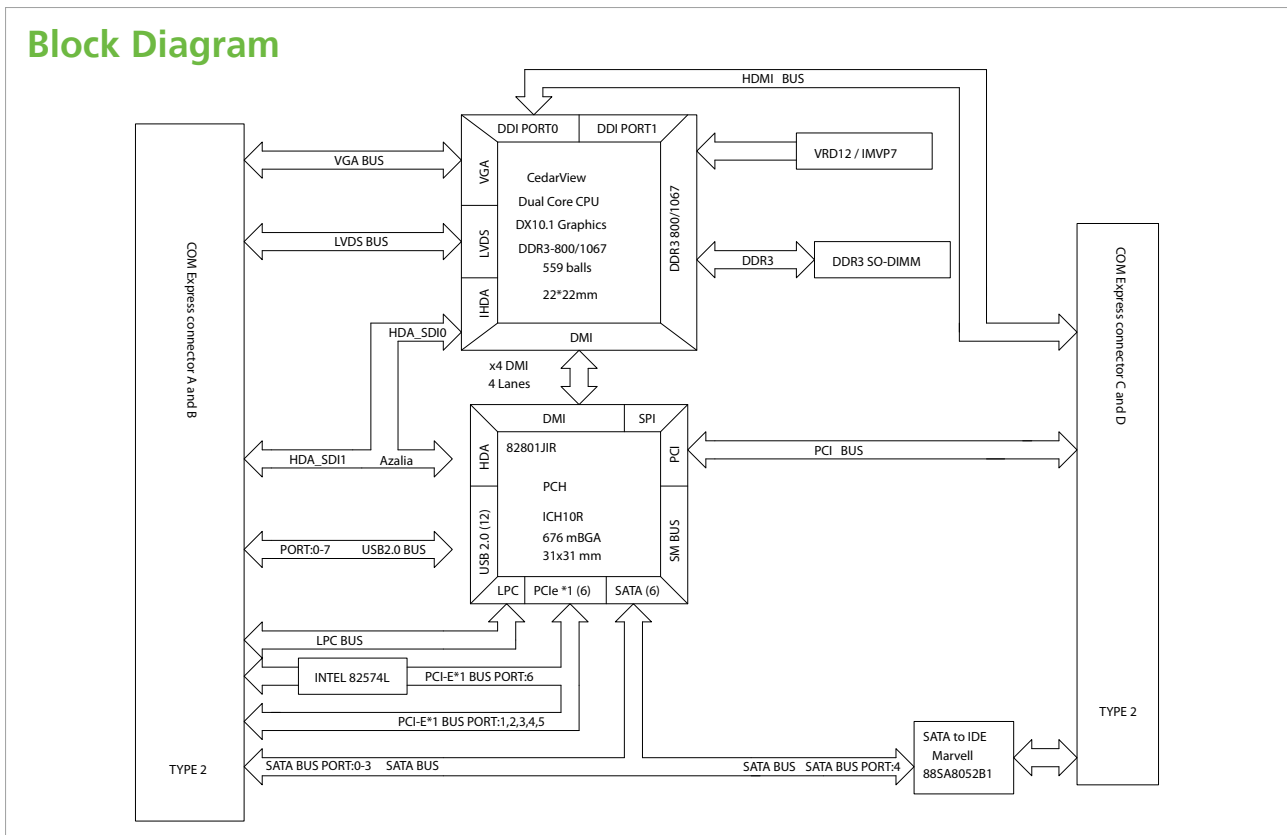 Block Diagram
HDMI BUS
DDI PORT0
DDI PORT1
VGA BUS
VGA
CedarView
Dual Core CPU
DX10.1 Graphics
DDR3-800/1067
559 balls
22*22mm
DDR3 800/1067
VRD12 / IMVP7
LVDS BUS
LVDS
DDR3
DDR3 SO-DIMM
IHDA
HDA_SDI0
DMI
COM Express connector A and B
COM Express connector C and D
x4 DMI
4 Lanes
DMI
SPI
HDA
82801JIR
PCI
PCI BUS
HDA_SDI1
Azalia
PCH
ICH10R
676 mBGA
31x31 mm
USB 2.0 (12)
SM BUS
PORT:0-7
USB2.0 BUS
LPC
PCIe *1 (6)
SATA (6)
LPC BUS
INTEL 82574L
PCI-E*1 BUS PORT:6
PCI-E*1 BUS PORT:1,2,3,4,5
TYPE 2
SATA to IDE
Marvell
88SA8052B1
SATA BUS PORT:0-3
SATA BUS
SATA BUS
SATA BUS PORT:4
TYPE 2